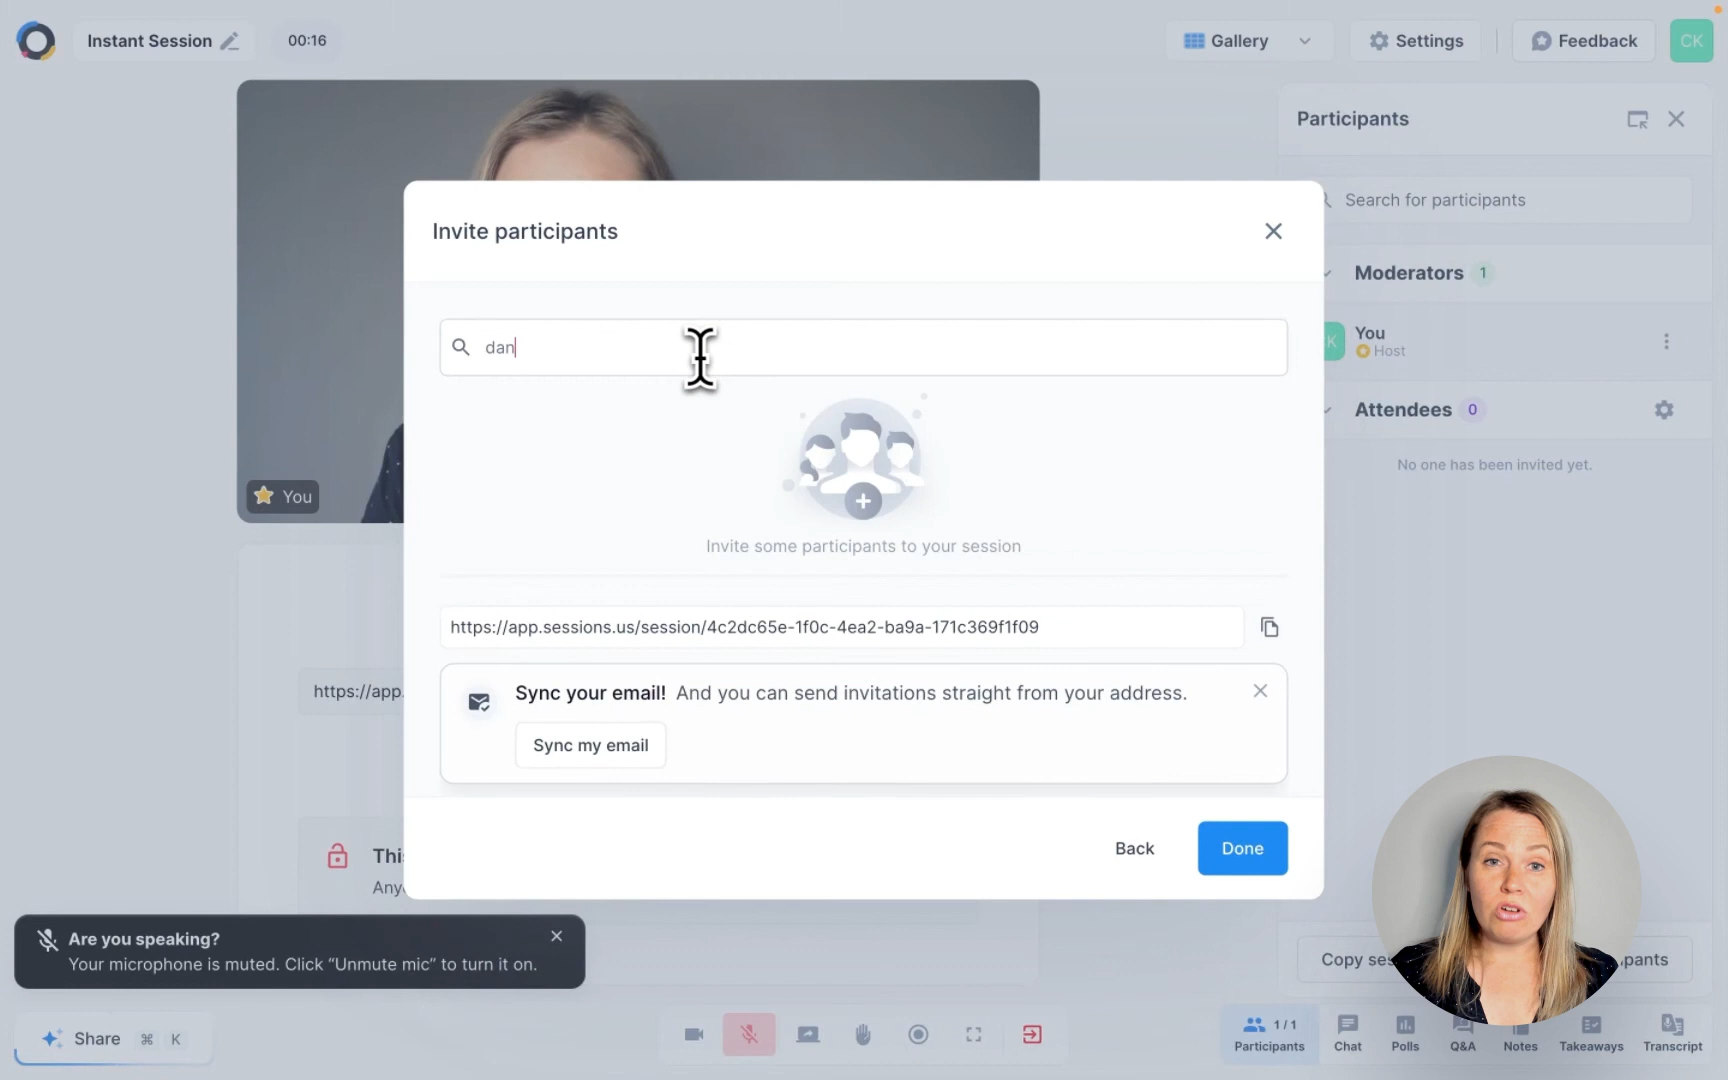 Instant Session
00:16
Gallery
Settings
Feedback
CK
Participants
Search for participants
Moderators 1
You
Host
K
Attendees 0
No one has been invited yet.
You
Invite participants
dan
Invite some participants to your session
https://app.sessions.us/session/4c2dc65e-1f0c-4ea2-ba9a-171c369f1f09
https://app.
Sync your email! And you can send invitations straight from your address.
Sync my email
Back
Done
Thi
Any
Are you speaking?
Your microphone is muted. Click “Unmute mic” to turn it on.
Copy ses
pants
Share ⌘ K
1 / 1
Participants
Chat
Polls
Q&A
Notes
Takeaways
Transcript